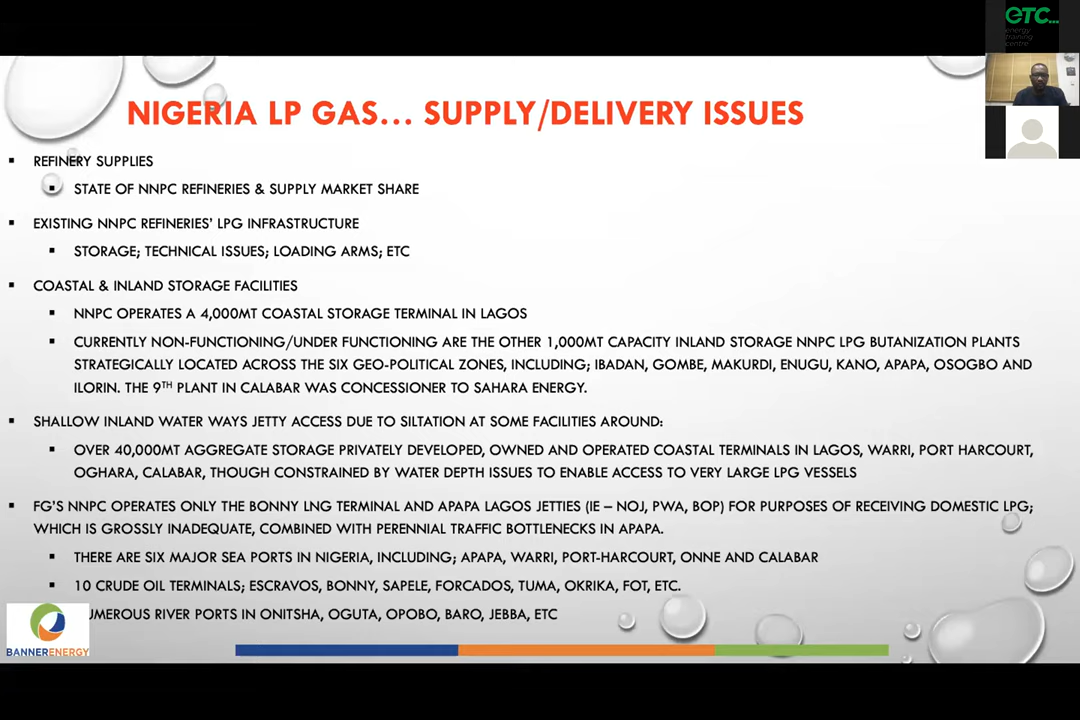 eTC...
energy
training
centre
NIGERIA LP GAS... SUPPLY/DELIVERY ISSUES
▪ REFINERY SUPPLIES
▪ STATE OF NNPC REFINERIES & SUPPLY MARKET SHARE
▪ EXISTING NNPC REFINERIES' LPG INFRASTRUCTURE
▪ STORAGE; TECHNICAL ISSUES; LOADING ARMS; ETC
▪ COASTAL & INLAND STORAGE FACILITIES
▪ NNPC OPERATES A 4,000MT COASTAL STORAGE TERMINAL IN LAGOS
▪ CURRENTLY NON-FUNCTIONING/UNDER FUNCTIONING ARE THE OTHER 1,000MT CAPACITY INLAND STORAGE NNPC LPG BUTANIZATION PLANTS
STRATEGICALLY LOCATED ACROSS THE SIX GEO-POLITICAL ZONES, INCLUDING; IBADAN, GOMBE, MAKURDI, ENUGU, KANO, APAPA, OSOGBO AND
ILORIN. THE 9TH PLANT IN CALABAR WAS CONCESSIONER TO SAHARA ENERGY.
▪ SHALLOW INLAND WATER WAYS JETTY ACCESS DUE TO SILTATION AT SOME FACILITIES AROUND:
▪ OVER 40,000MT AGGREGATE STORAGE PRIVATELY DEVELOPED, OWNED AND OPERATED COASTAL TERMINALS IN LAGOS, WARRI, PORT HARCOURT,
OGHARA, CALABAR, THOUGH CONSTRAINED BY WATER DEPTH ISSUES TO ENABLE ACCESS TO VERY LARGE LPG VESSELS
▪ FG'S NNPC OPERATES ONLY THE BONNY LNG TERMINAL AND APAPA LAGOS JETTIES (IE – NOJ, PWA, BOP) FOR PURPOSES OF RECEIVING DOMESTIC LPG;
WHICH IS GROSSLY INADEQUATE, COMBINED WITH PERENNIAL TRAFFIC BOTTLENECKS IN APAPA.
▪ THERE ARE SIX MAJOR SEA PORTS IN NIGERIA, INCLUDING; APAPA, WARRI, PORT-HARCOURT, ONNE AND CALABAR
▪ 10 CRUDE OIL TERMINALS; ESCRAVOS, BONNY, SAPELE, FORCADOS, TUMA, OKRIKA, FOT, ETC.
UMEROUS RIVER PORTS IN ONITSHA, OGUTA, OPOBO, BARO, JEBBA, ETC
BANNERENERGY